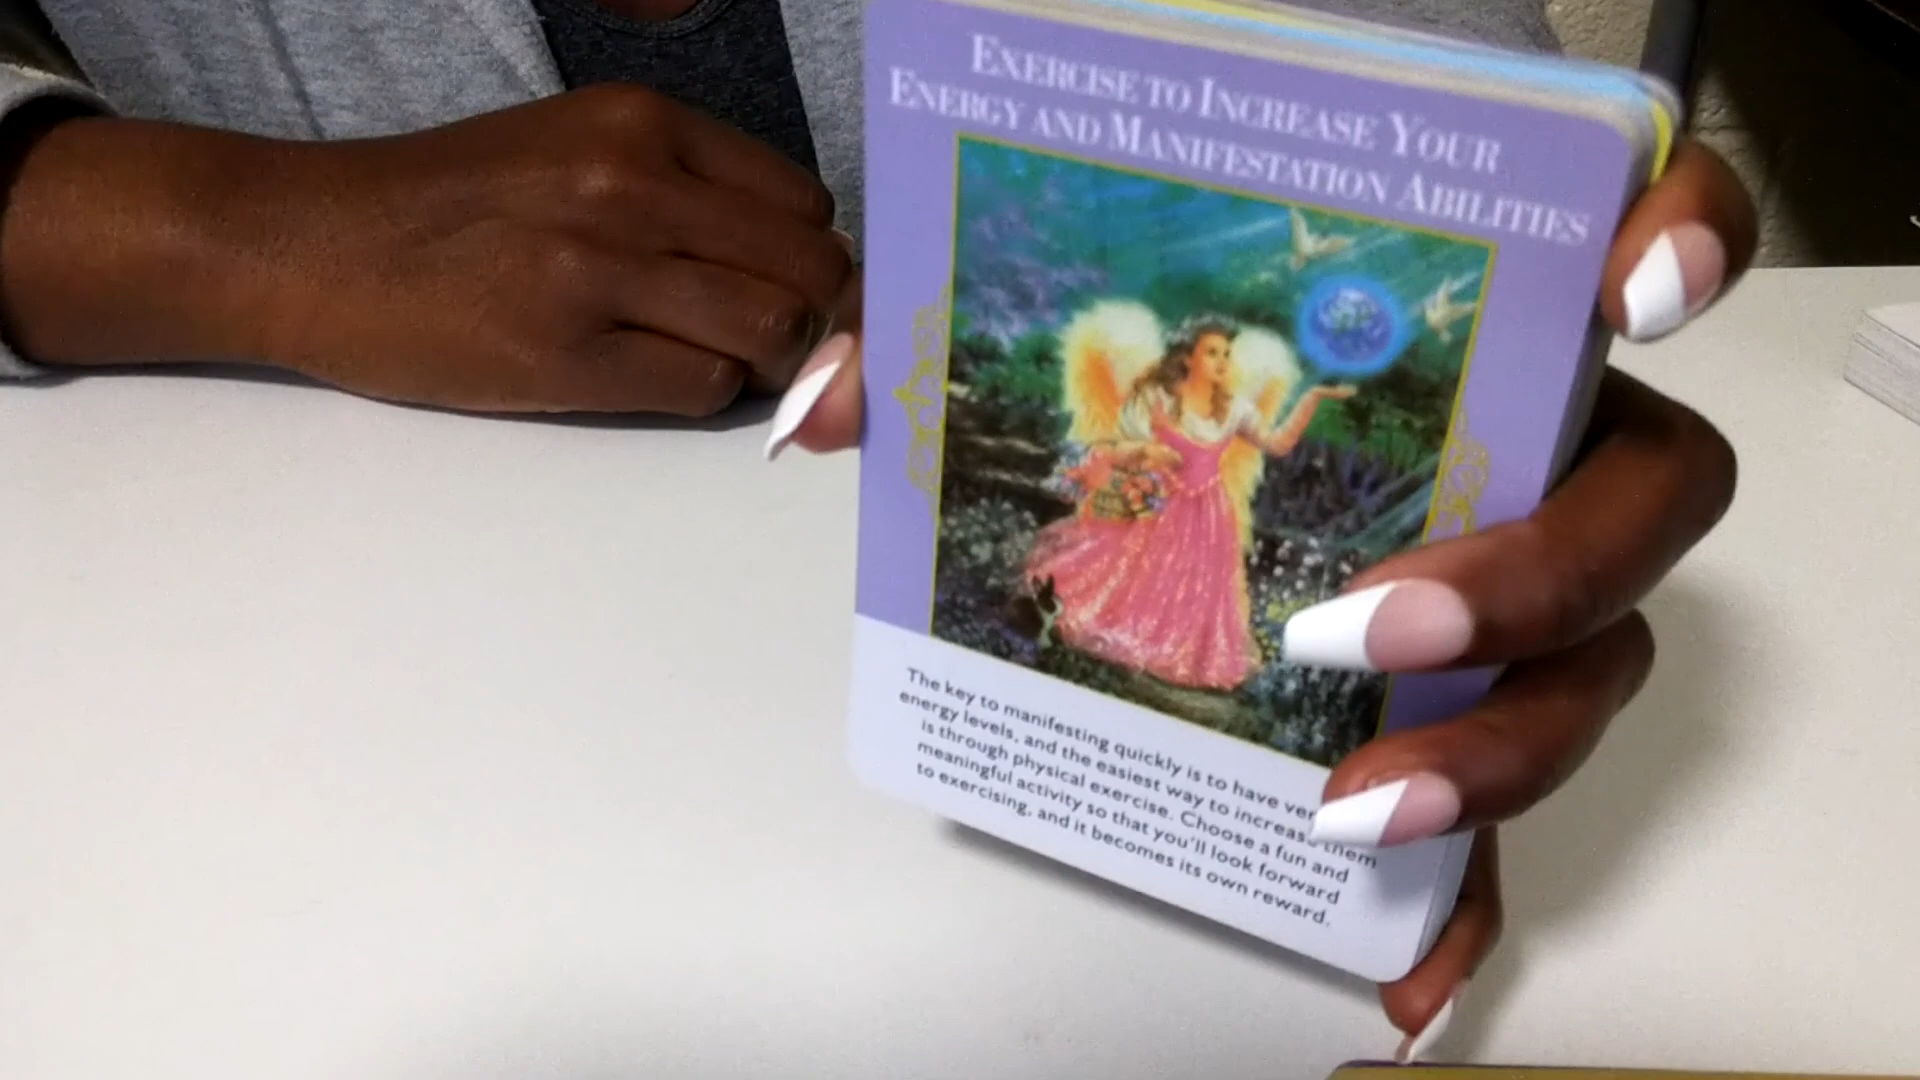 EXERCISE TO INCREASE YOUR
ENERGY AND MANIFESTATION ABILITIES
The key to manifesting quickly is to have
energy levels, and the easiest way to increase them
is through physical exercise. Choose a fun and
meaningful activity so that you'll look forward
to exercising, and it becomes its own reward.